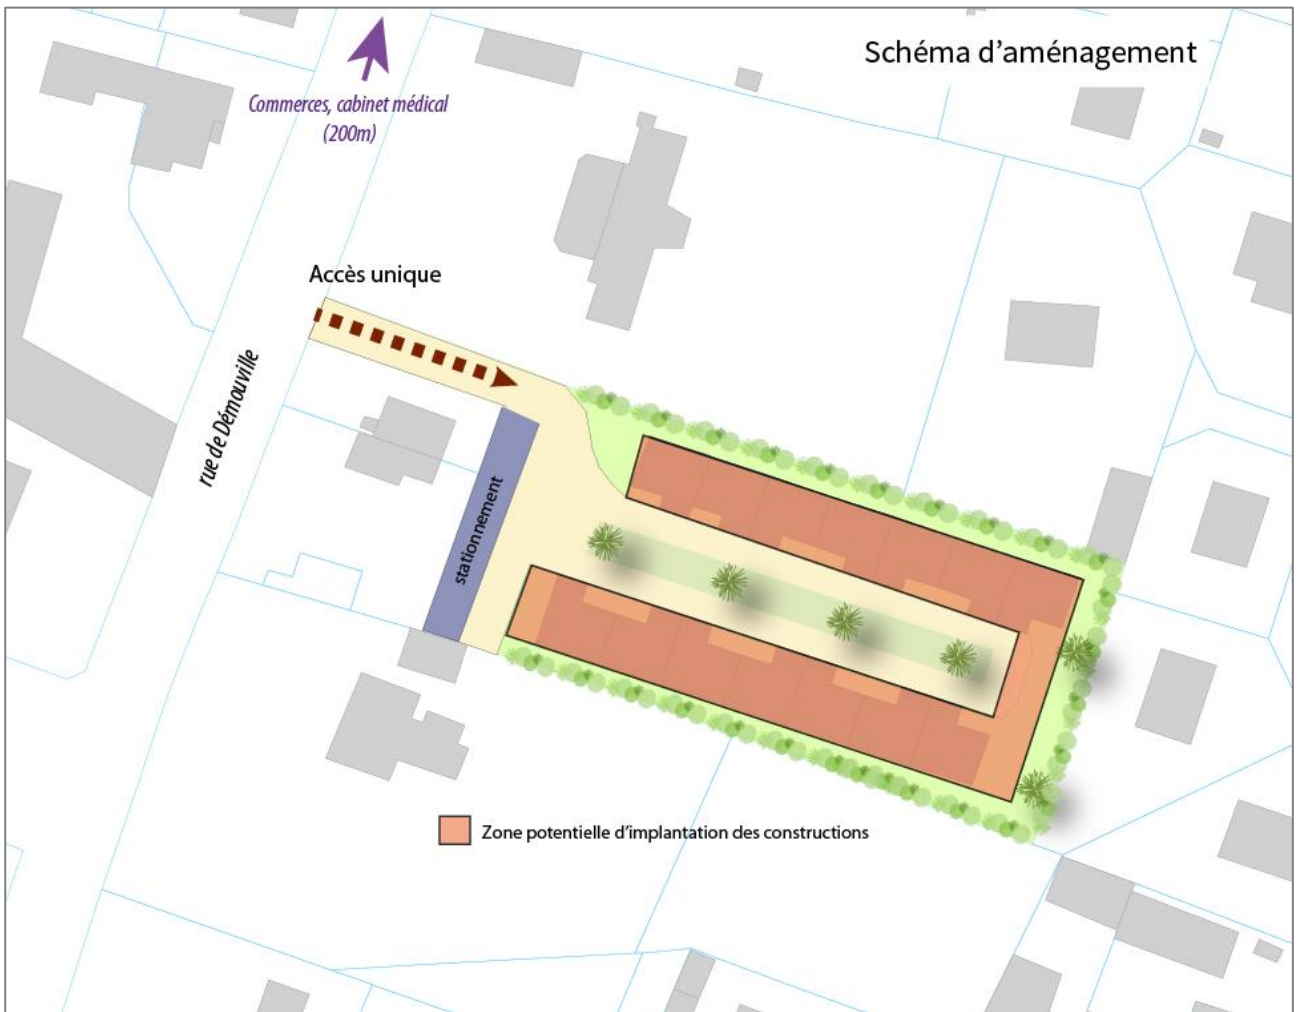 Schéma d’aménagement
Commerces, cabinet médical
(200m)
Accès unique
rue de Démouville
stationnement
Zone potentielle d’implantation des constructions